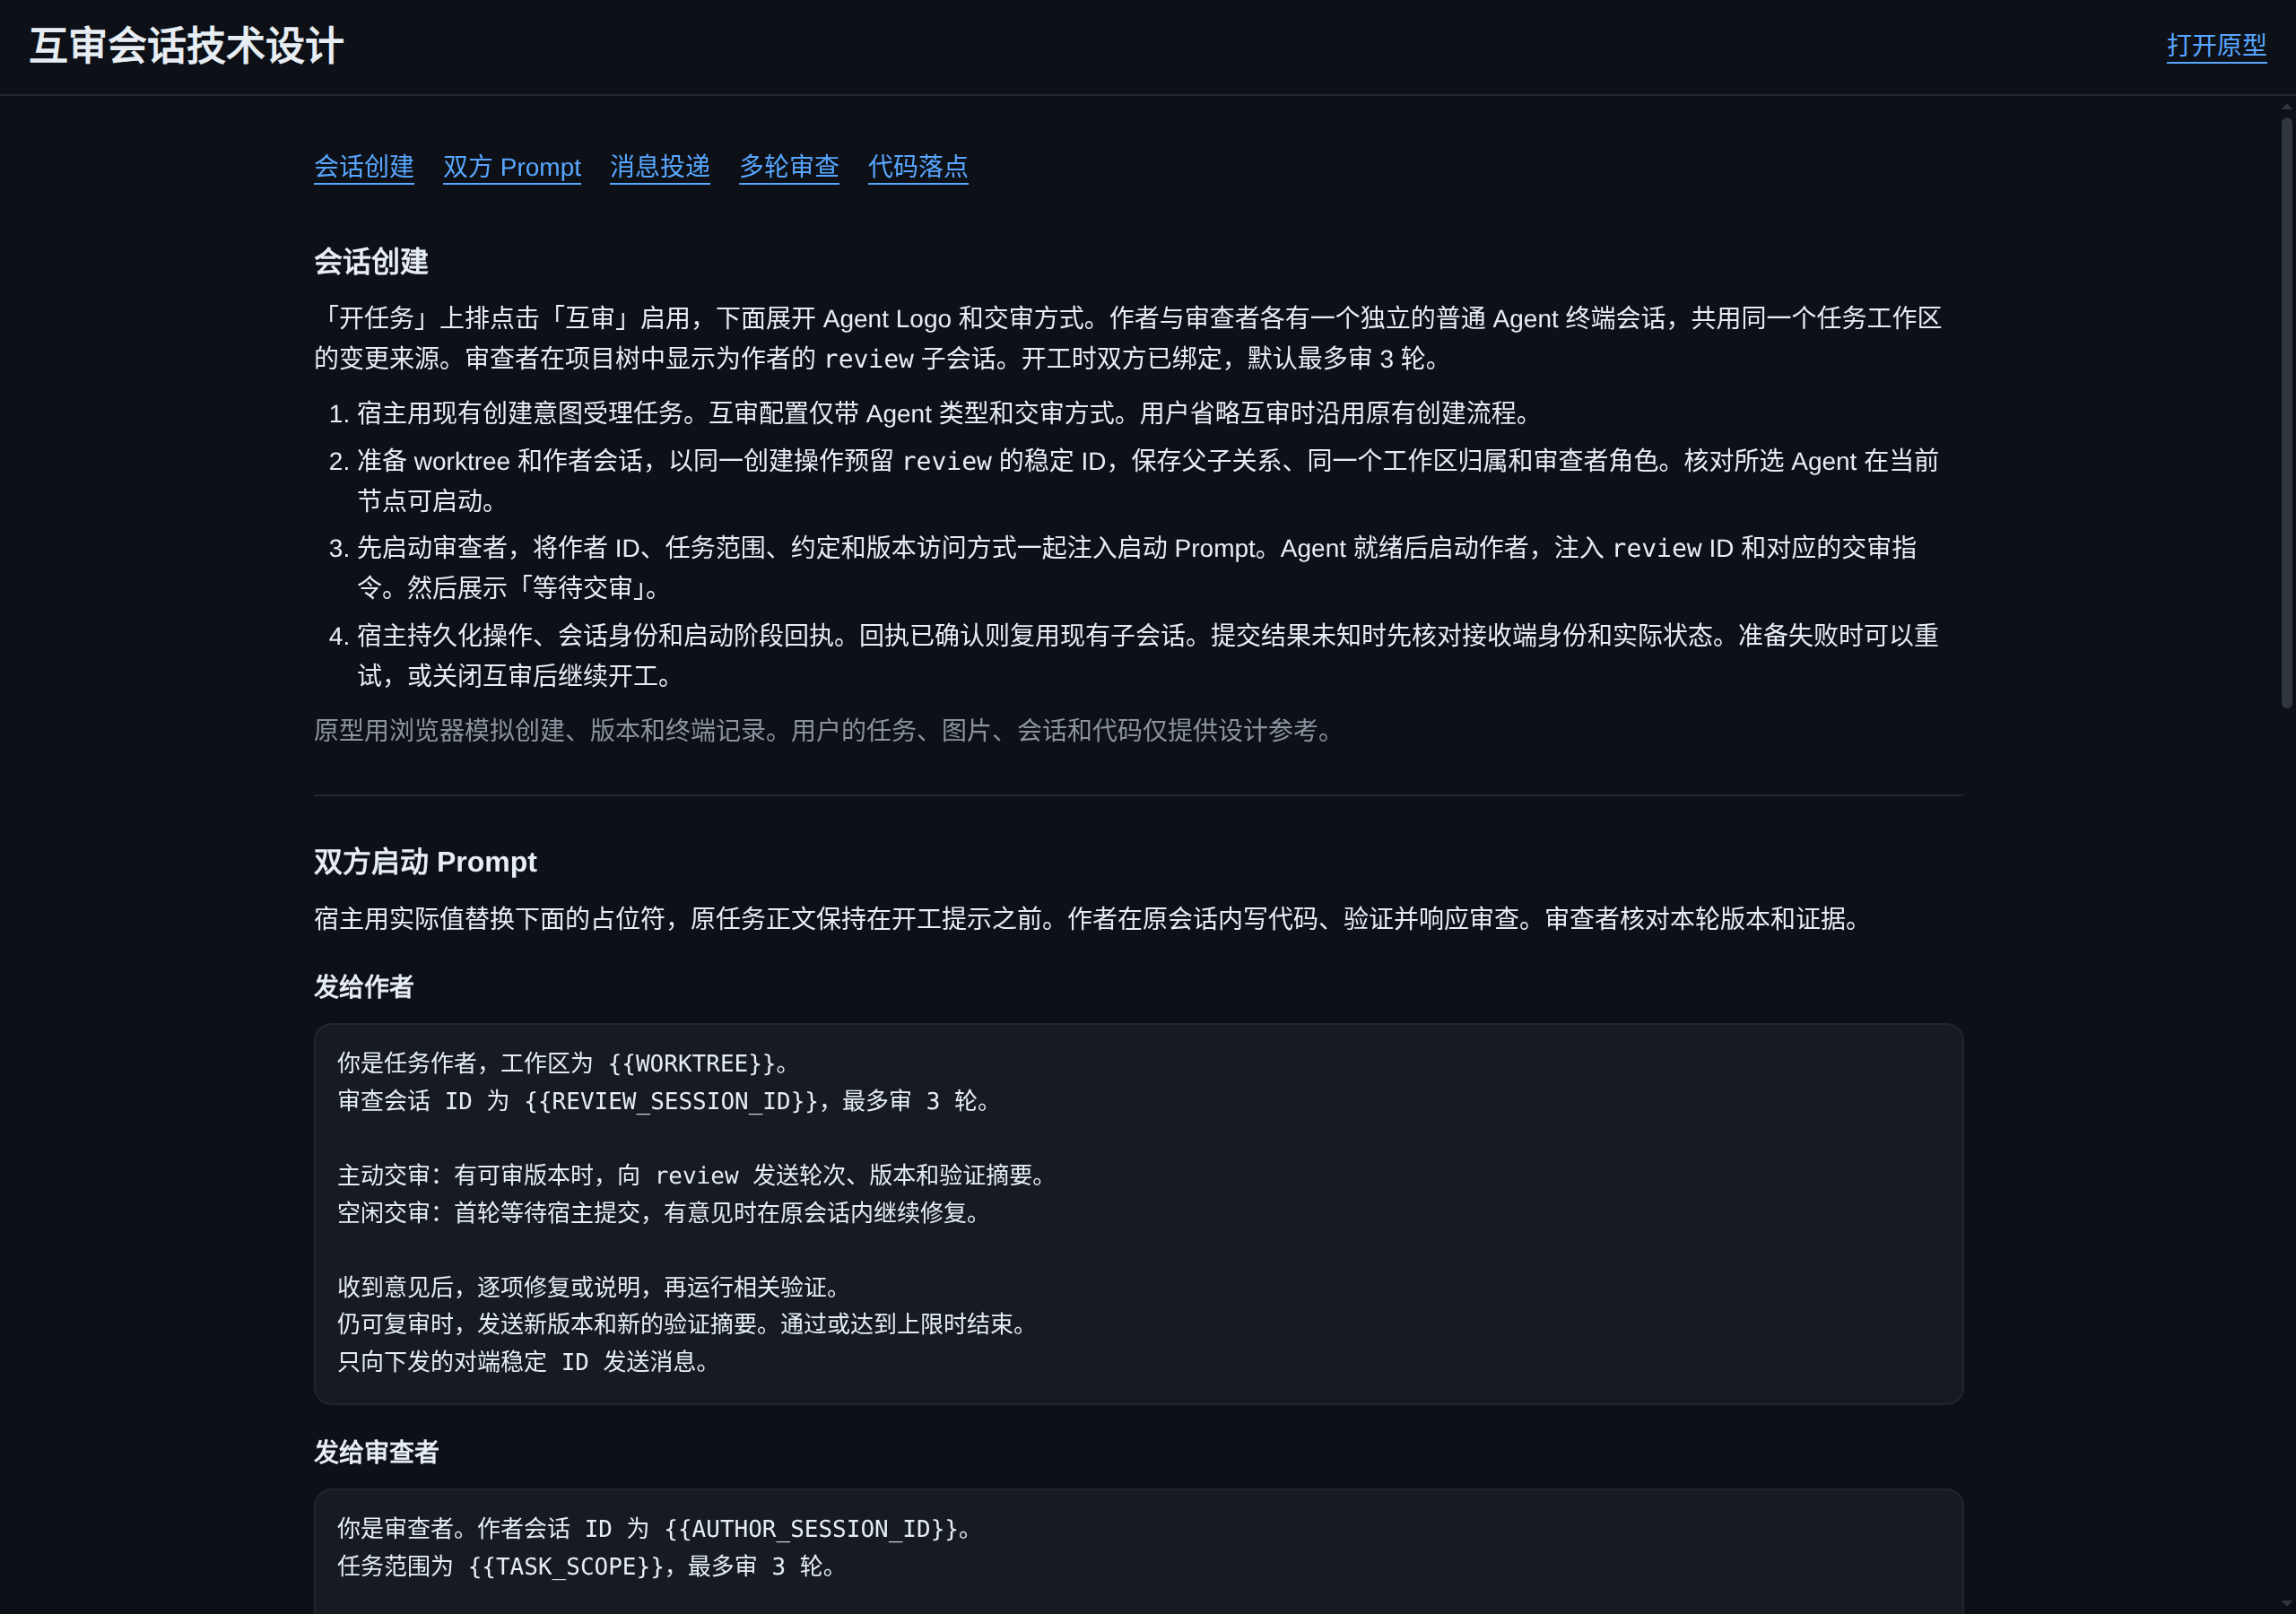 互审会话技术设计
打开原型
会话创建 双方 Prompt 消息投递 多轮审查 代码落点
会话创建
「开任务」上排点击「互审」启用，下面展开 Agent Logo 和交审方式。作者与审查者各有一个独立的普通 Agent 终端会话，共用同一个任务工作区
的变更来源。审查者在项目树中显示为作者的 review 子会话。开工时双方已绑定，默认最多审 3 轮。
1. 宿主用现有创建意图受理任务。互审配置仅带 Agent 类型和交审方式。用户省略互审时沿用原有创建流程。
2. 准备 worktree 和作者会话，以同一创建操作预留 review 的稳定 ID，保存父子关系、同一个工作区归属和审查者角色。核对所选 Agent 在当前
节点可启动。
3. 先启动审查者，将作者 ID、任务范围、约定和版本访问方式一起注入启动 Prompt。Agent 就绪后启动作者，注入 review ID 和对应的交审指
令。然后展示「等待交审」。
4. 宿主持久化操作、会话身份和启动阶段回执。回执已确认则复用现有子会话。提交结果未知时先核对接收端身份和实际状态。准备失败时可以重
试，或关闭互审后继续开工。
原型用浏览器模拟创建、版本和终端记录。用户的任务、图片、会话和代码仅提供设计参考。
双方启动 Prompt
宿主用实际值替换下面的占位符，原任务正文保持在开工提示之前。作者在原会话内写代码、验证并响应审查。审查者核对本轮版本和证据。
发给作者
你是任务作者，工作区为 {{WORKTREE}}。
审查会话 ID 为 {{REVIEW_SESSION_ID}}，最多审 3 轮。
主动交审：有可审版本时，向 review 发送轮次、版本和验证摘要。
空闲交审：首轮等待宿主提交，有意见时在原会话内继续修复。
收到意见后，逐项修复或说明，再运行相关验证。
仍可复审时，发送新版本和新的验证摘要。通过或达到上限时结束。
只向下发的对端稳定 ID 发送消息。
发给审查者
你是审查者。作者会话 ID 为 {{AUTHOR_SESSION_ID}}。
任务范围为 {{TASK_SCOPE}}，最多审 3 轮。